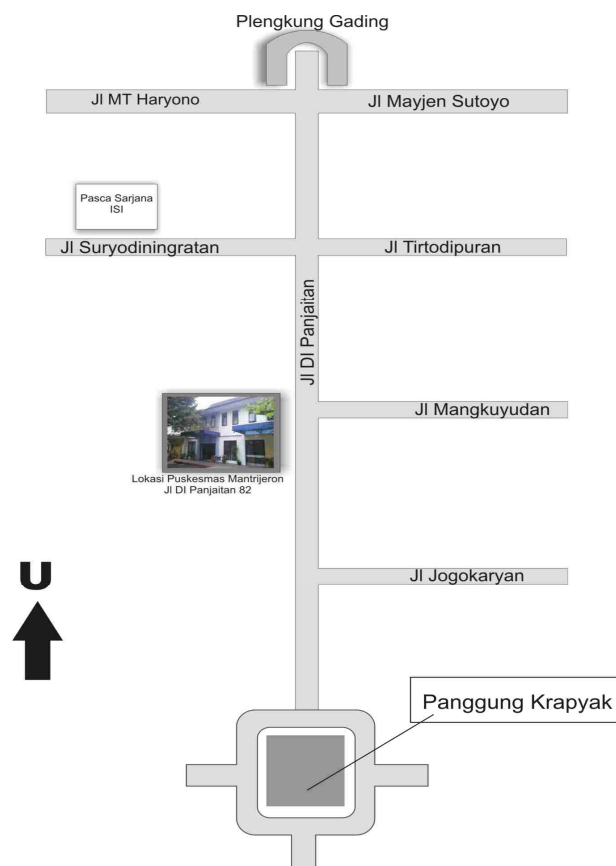 Plengkung Gading
Jl MT Haryono
Jl Mayjen Sutoyo
Pasca Sarjana
ISI
Jl Suryodiningratan
Jl Tirtodipuran
Jl DI Panjaitan
Jl Mangkuyudan
Lokasi Puskesmas Mantrijeron
Jl DI Panjaitan 82
Jl Jogokaryan
U
Panggung Krapyak